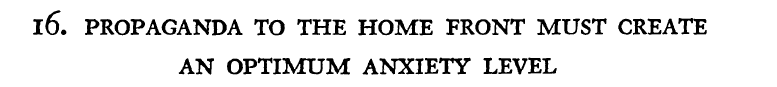 16. PROPAGANDA TO THE HOME FRONT MUST CREATE
AN OPTIMUM ANXIETY LEVEL